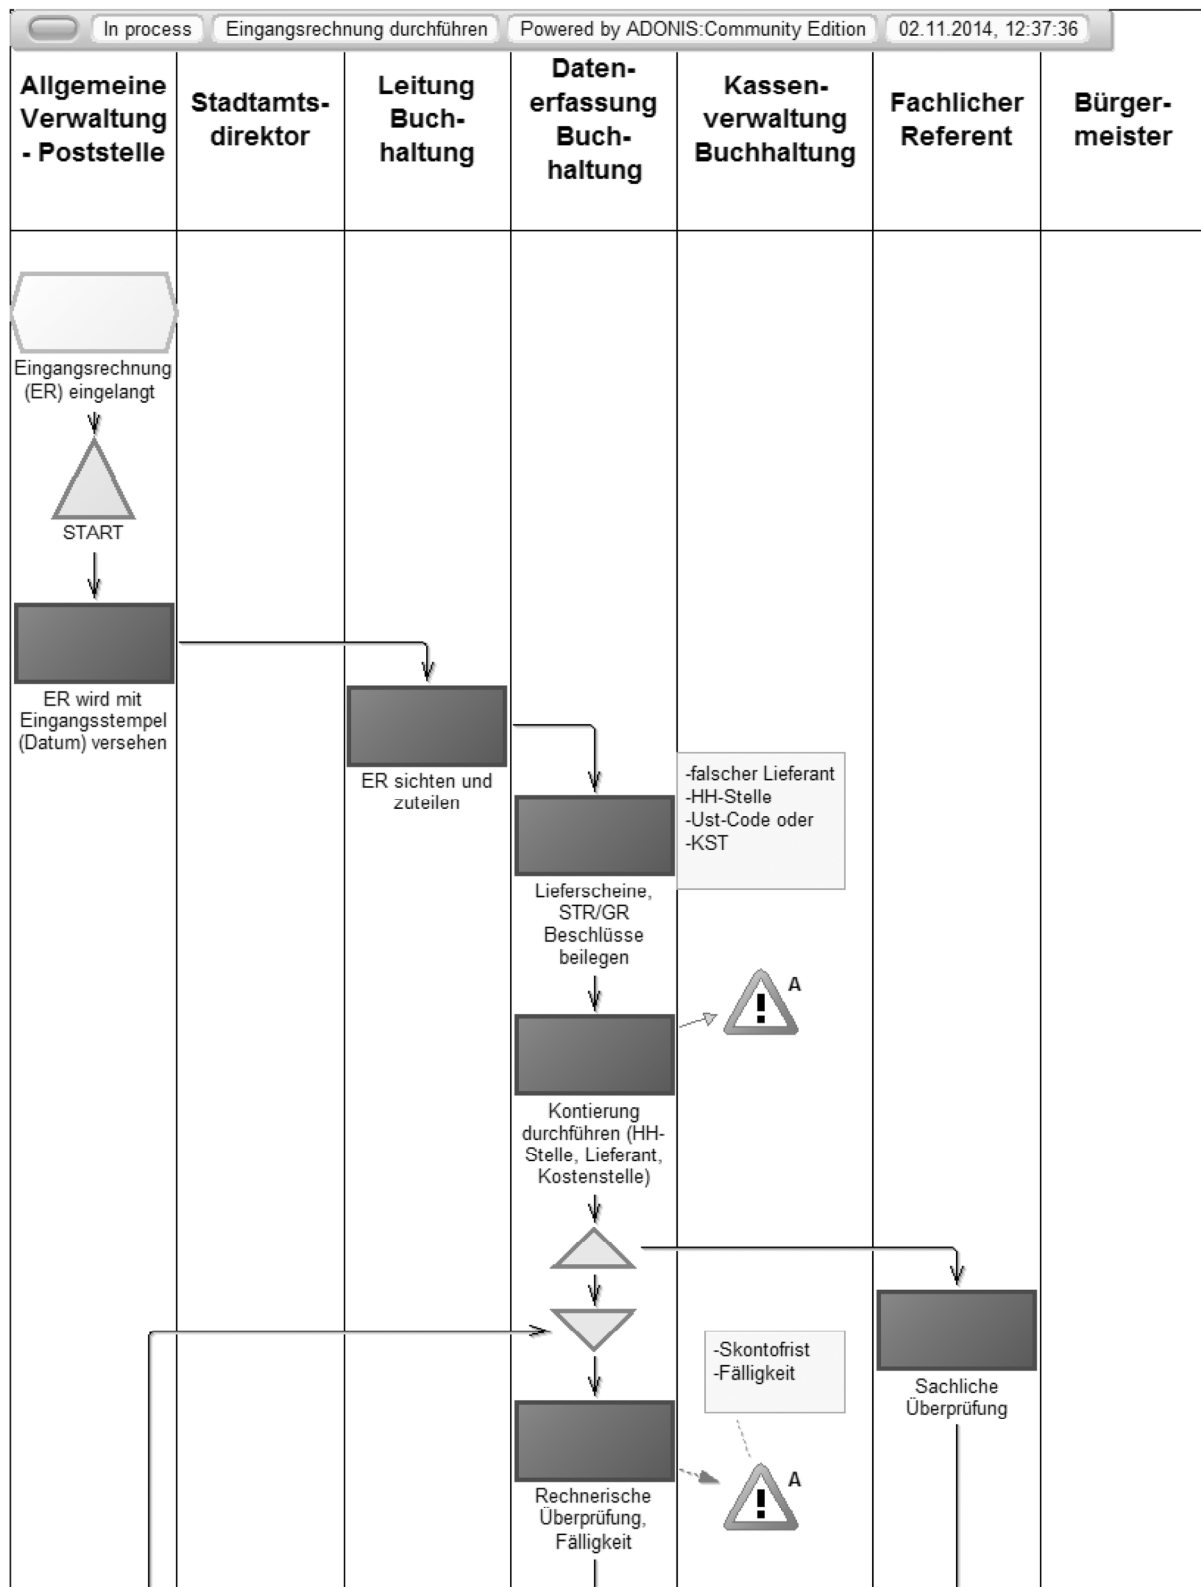 In process
Eingangsrechnung durchführen
Powered by ADONIS:Community Edition
02.11.2014, 12:37:36
Allgemeine
Verwaltung
- Poststelle
Stadtamts-
direktor
Leitung
Buch-
haltung
Daten-
erfassung
Buch-
haltung
Kassen-
verwaltung
Buchhaltung
Fachlicher
Referent
Bürger-
meister
Eingangsrechnung
(ER) eingelangt
START
ER wird mit
Eingangsstempel
(Datum) versehen
ER sichten und
zuteilen
-falscher Lieferant
-HH-Stelle
-Ust-Code oder
-KST
Lieferscheine,
STR/GR
Beschlüsse
beilegen
A
Kontierung
durchführen (HH-
Stelle, Lieferant,
Kostenstelle)
-Skontofrist
-Fälligkeit
Sachliche
Überprüfung
A
Rechnerische
Überprüfung,
Fälligkeit